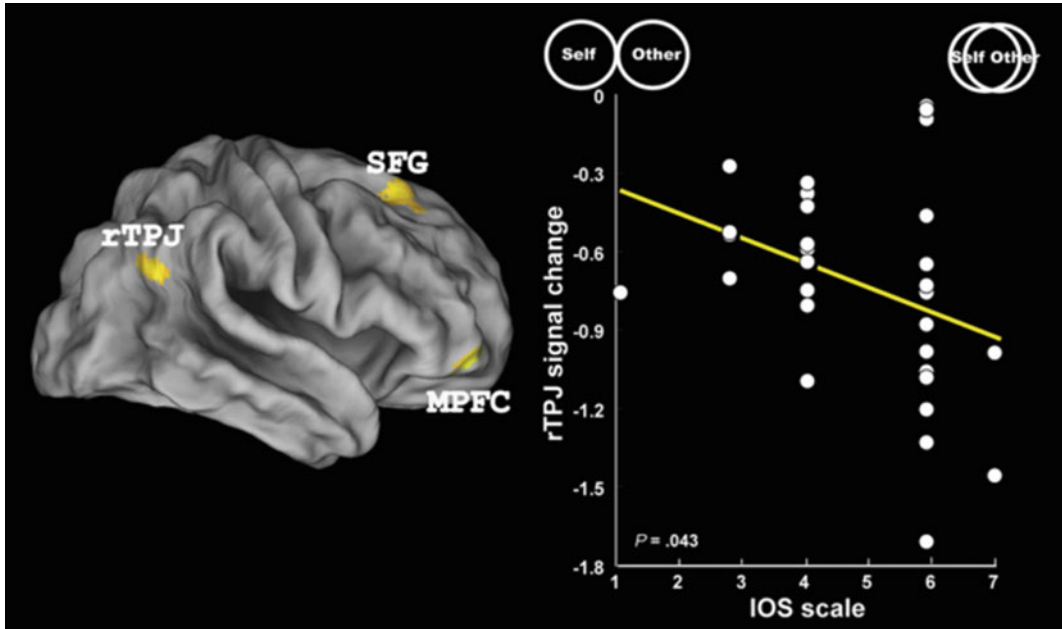 SFG
rTPJ
MPFC
Self Other
Self Other
rTPJ signal change
0
-0.3
-0.6
-0.9
-1.2
-1.5
-1.8
P = .043
1 2 3 4 5 6 7
IOS scale